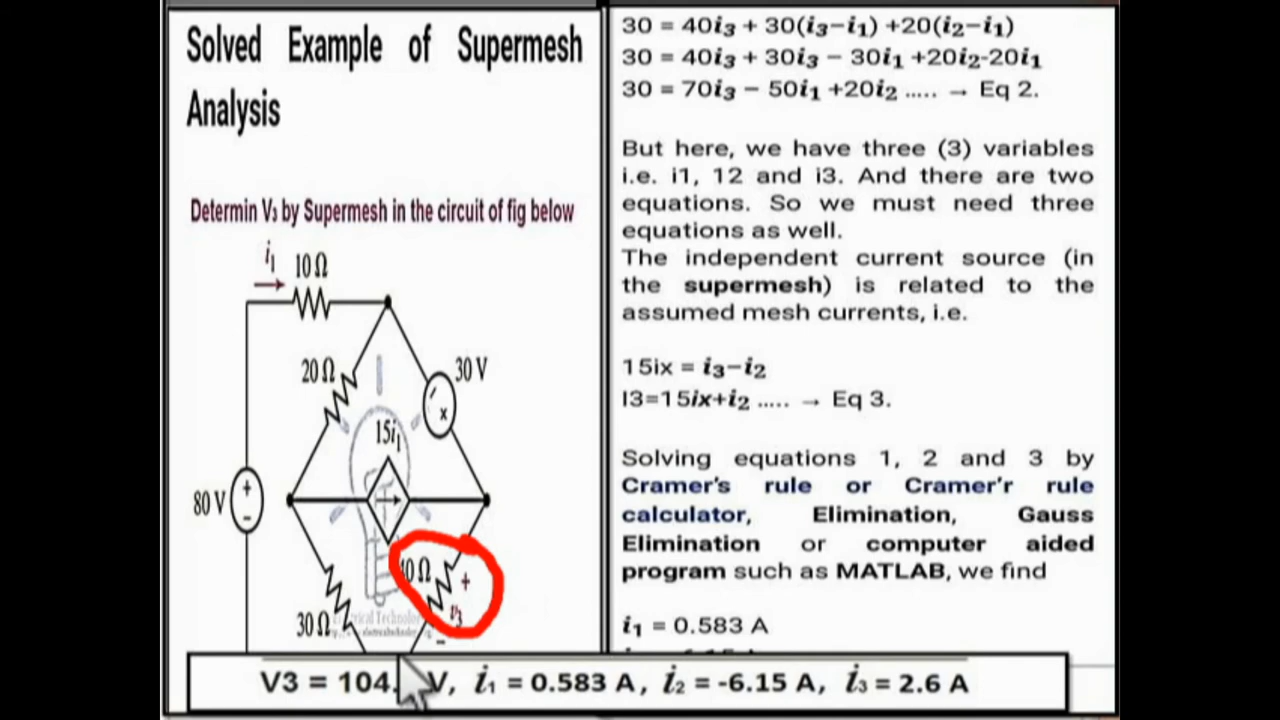 Solved Example of Supermesh
Analysis
Determin V3 by Supermesh in the circuit of fig below
i1
10 Ω
20 Ω
30 V
15i1
80 V
+
-
x
40 Ω
+
v3
-
30 Ω
30 = 40i3 + 30(i3−i1) +20(i2−i1)
30 = 40i3 + 30i3 − 30i1 +20i2-20i1
30 = 70i3 − 50i1 +20i2 ..... → Eq 2.
But here, we have three (3) variables
i.e. i1, 12 and i3. And there are two
equations. So we must need three
equations as well.
The independent current source (in
the supermesh) is related to the
assumed mesh currents, i.e.
15ix = i3−i2
I3=15ix+i2 ..... → Eq 3.
Solving equations 1, 2 and 3 by
Cramer's rule or Cramer'r rule
calculator, Elimination, Gauss
Elimination or computer aided
program such as MATLAB, we find
i1 = 0.583 A
V3 = 104. V, i1 = 0.583 A, i2 = -6.15 A, i3 = 2.6 A